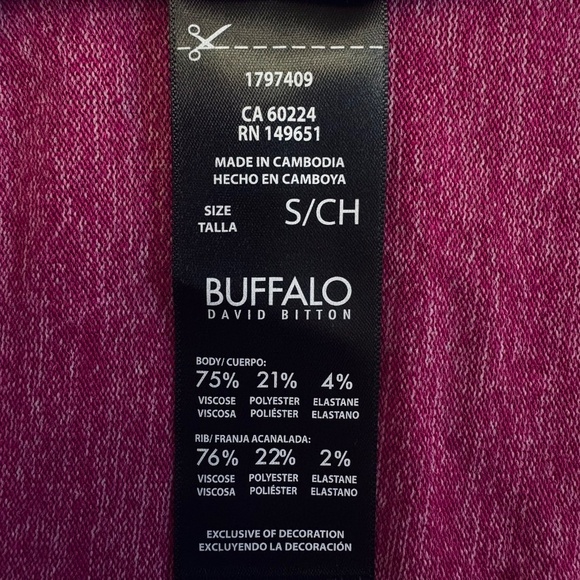 1797409
CA 60224
RN 149651
MADE IN CAMBODIA
HECHO EN CAMBOYA
SIZE S/CH
TALLA
BUFFALO
DAVID BITTON
BODY/ CUERPO:
75% 21% 4%
VISCOSE POLYESTER ELASTANE
VISCOSA POLIÉSTER ELASTANO
RIB/ FRANJA ACANALADA:
76% 22% 2%
VISCOSE POLYESTER ELASTANE
VISCOSA POLIÉSTER ELASTANO
EXCLUSIVE OF DECORATION
EXCLUYENDO LA DECORACIÓN